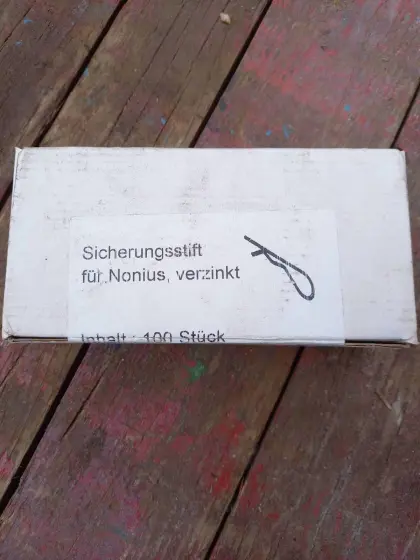 Sicherungsstift
für Nonius, verzinkt
Inhalt : 100 Stück